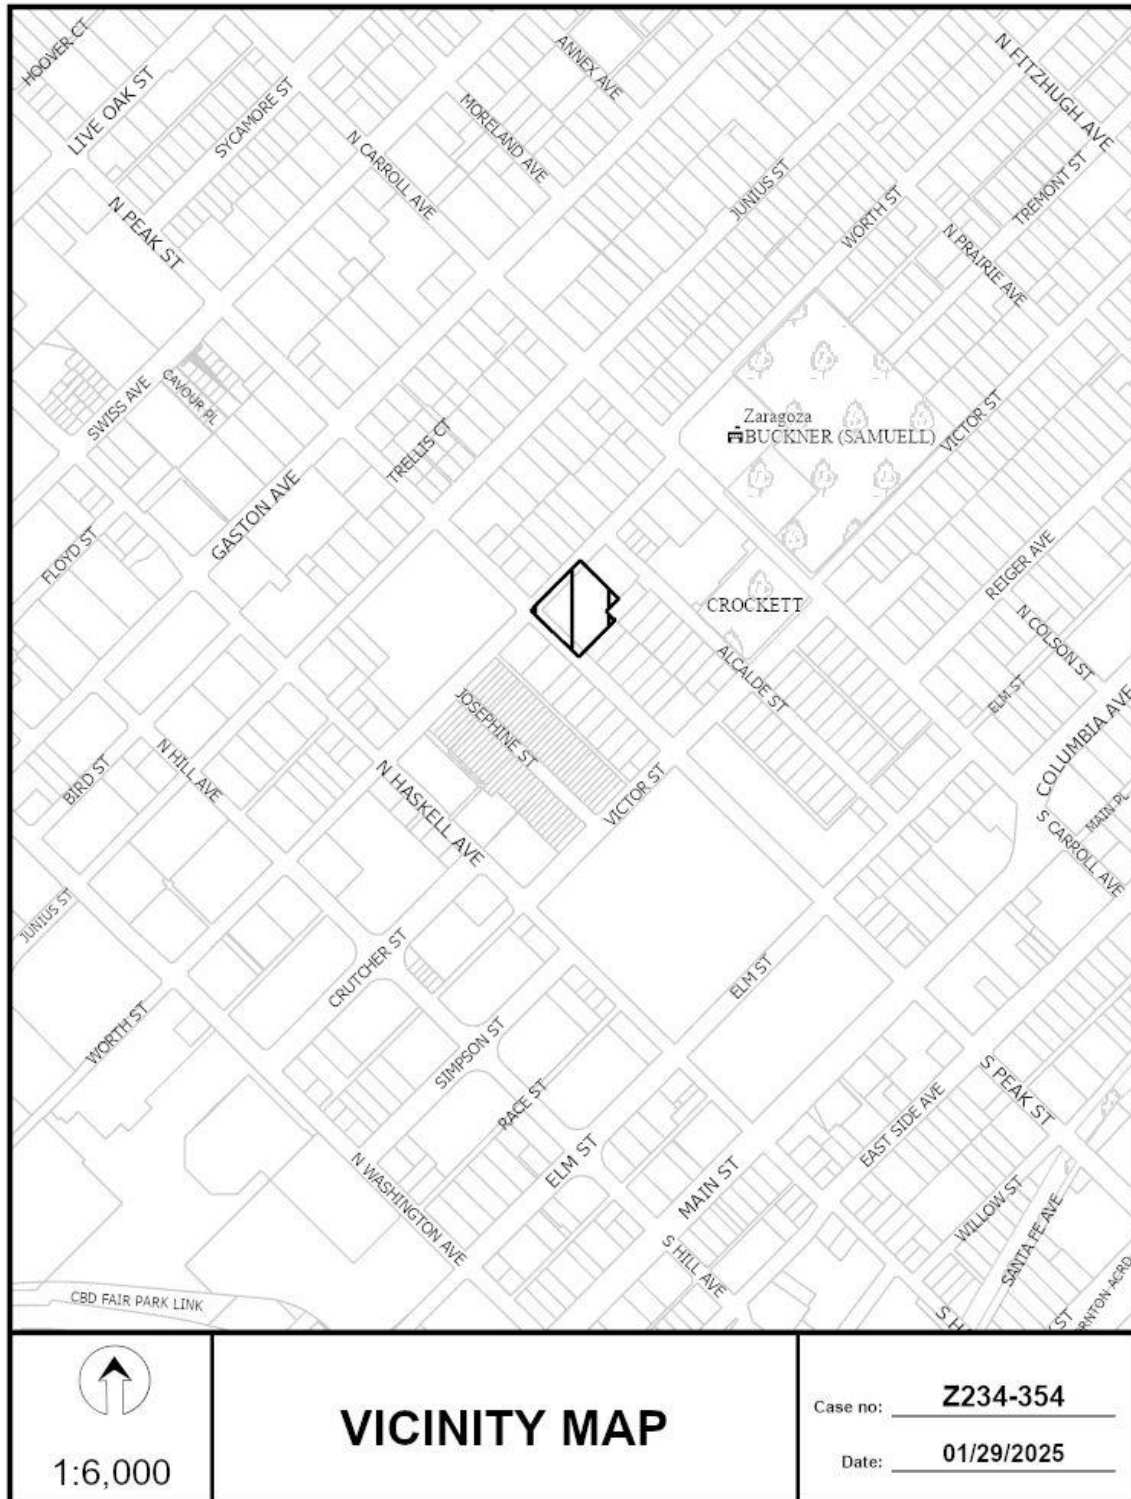 HOOVER CT
LIVE OAK ST
SYCAMORE ST
ANNEX AVE
MORELAND AVE
N FITZHUGH AVE
N CARROLL AVE
N PEAK ST
JUNIUS ST
WORTH ST
TREMONT ST
N PRAIRIE AVE
SWISS AVE
CAVOUR PL
TRELLIS CT
Zaragoza
BUCKNER (SAMUELL)
VICTOR ST
GASTON AVE
FLOYD ST
REIGER AVE
CROCKETT
N COLSON ST
ALCALDE ST
ELM ST
COLUMBIA AVE
JOSEPHINE ST
BIRD ST
N HILL AVE
N HASKELL AVE
VICTOR ST
MAIN PL
S CARROLL AVE
JUNIUS ST
CRUTCHER ST
ELM ST
WORTH ST
SIMPSON ST
RACE ST
S PEAK ST
EAST SIDE AVE
N WASHINGTON AVE
ELM ST
MAIN ST
WILLOW ST
SANTA FE AVE
S HILL AVE
CBD FAIR PARK LINK
S H
ST
RNTON ACRD
1:6,000
VICINITY MAP
Case no: Z234-354
Date: 01/29/2025